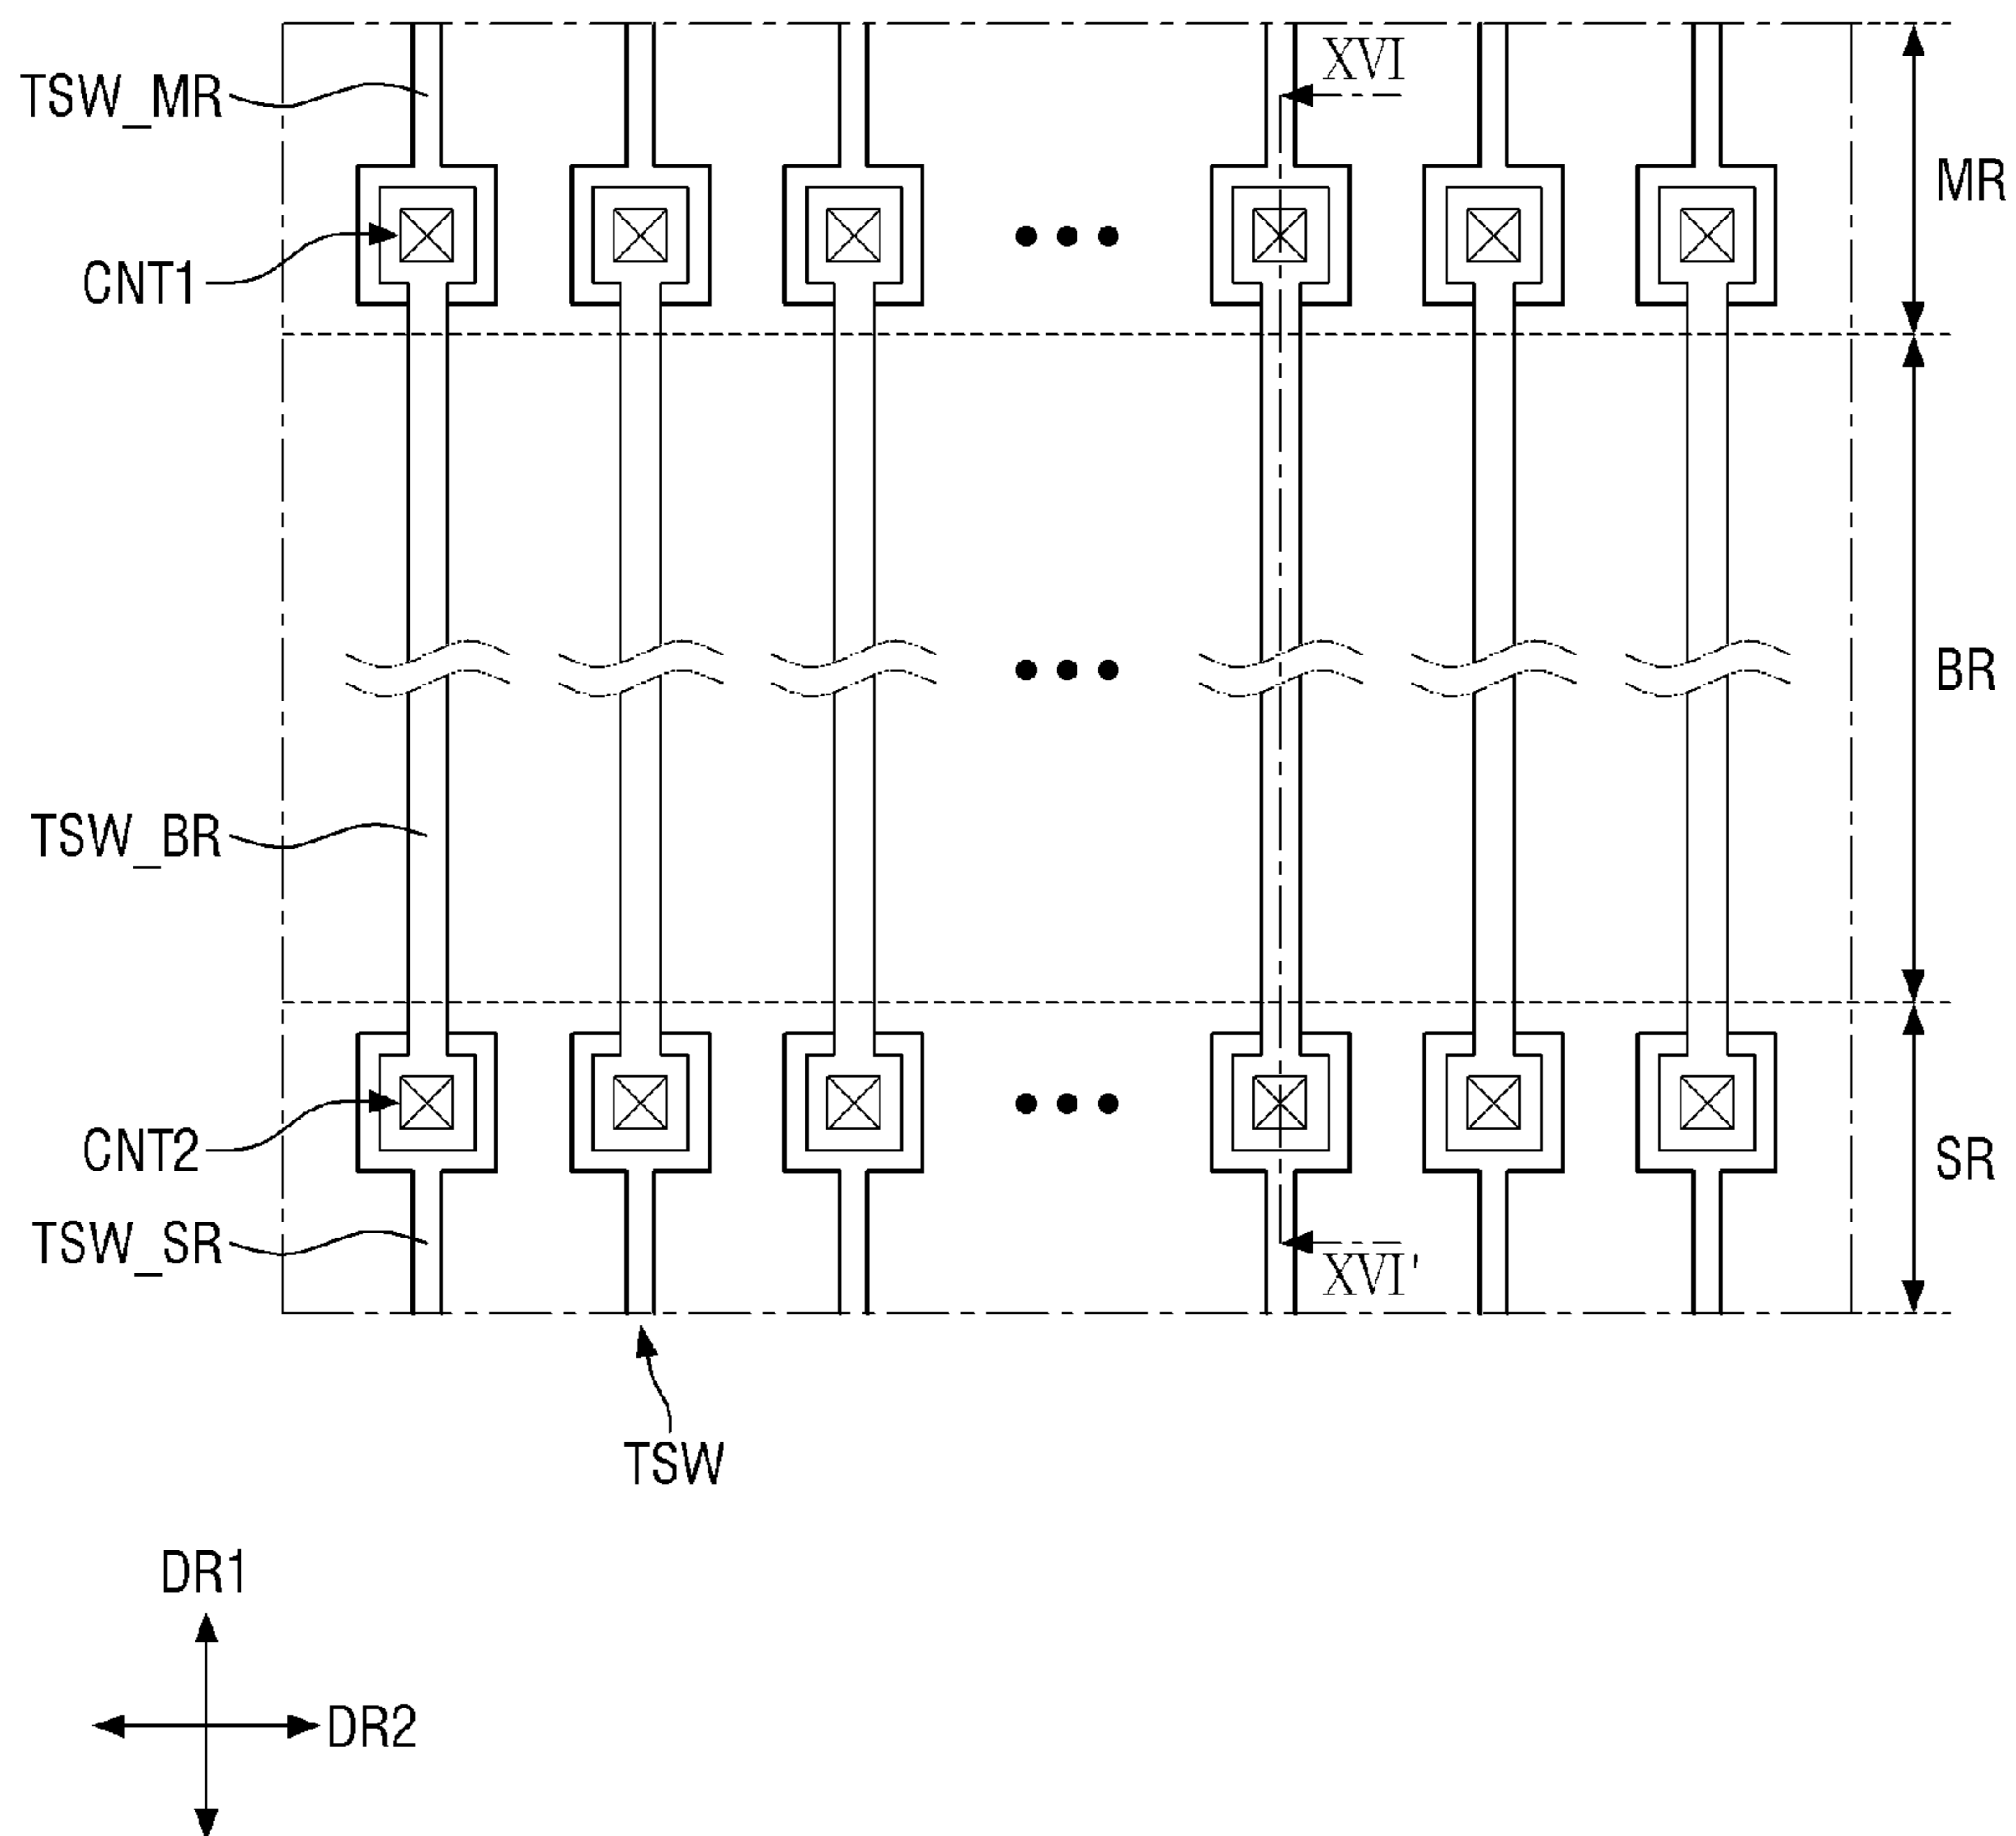 XVI
TSW_MR
MR
CNT1
BR
TSW_BR
CNT2
SR
TSW_SR
XVI'
TSW
DR1
DR2